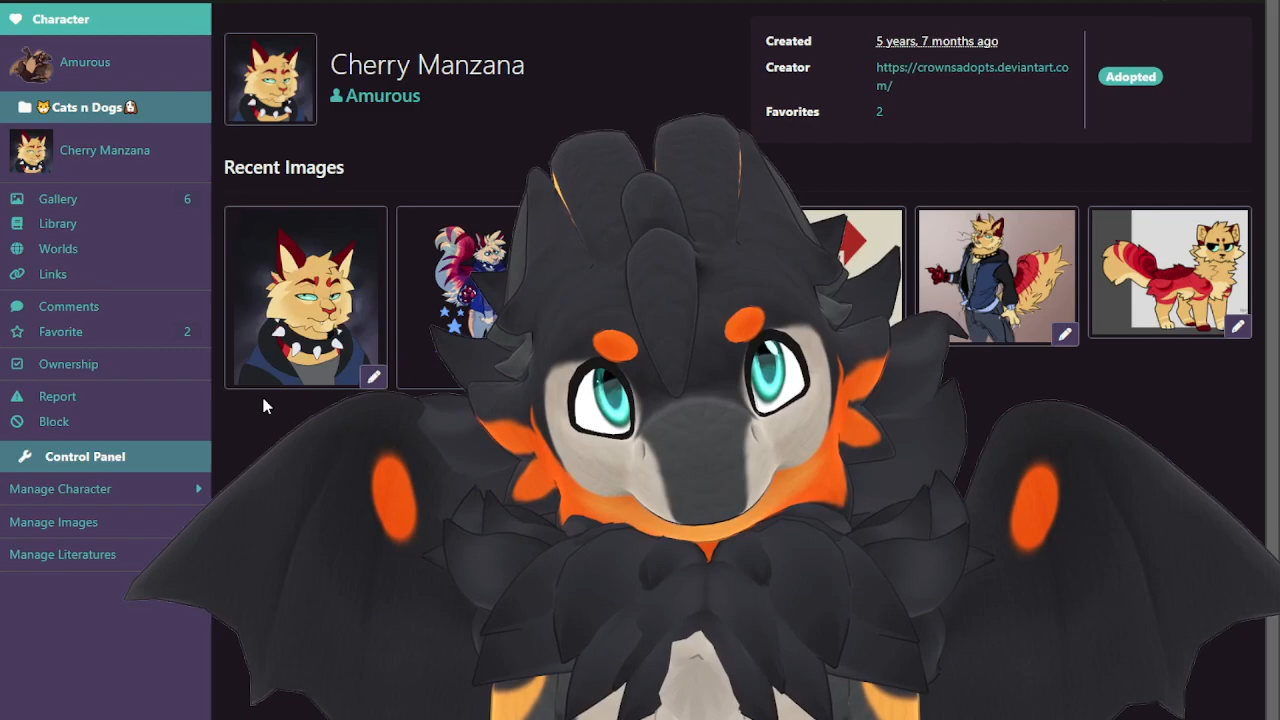 Character
Amurous
🐱Cats n Dogs🐶
Cherry Manzana
Gallery 6
Library
Worlds
Links
Comments
Favorite 2
Ownership
Report
Block
Control Panel
Manage Character
Manage Images
Manage Literatures
Cherry Manzana
Amurous
Created 5 years, 7 months ago
Creator https://crownsadopts.deviantart.co
m/
Favorites 2
Adopted
Recent Images